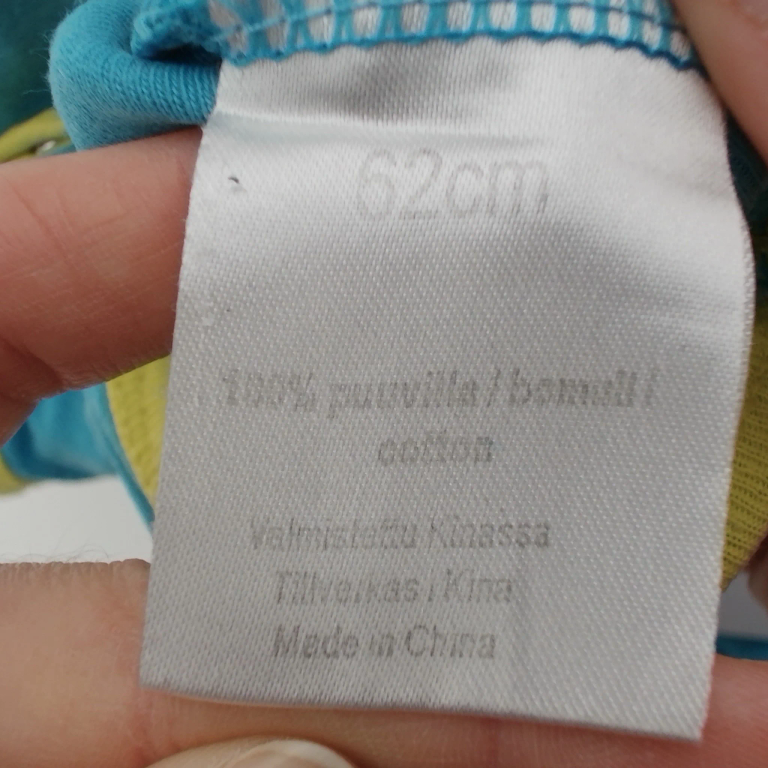 62cm
100% puuvilla / bomull /
cotton
Valmistettu Kiinassa
Tillverkas i Kina
Made in China